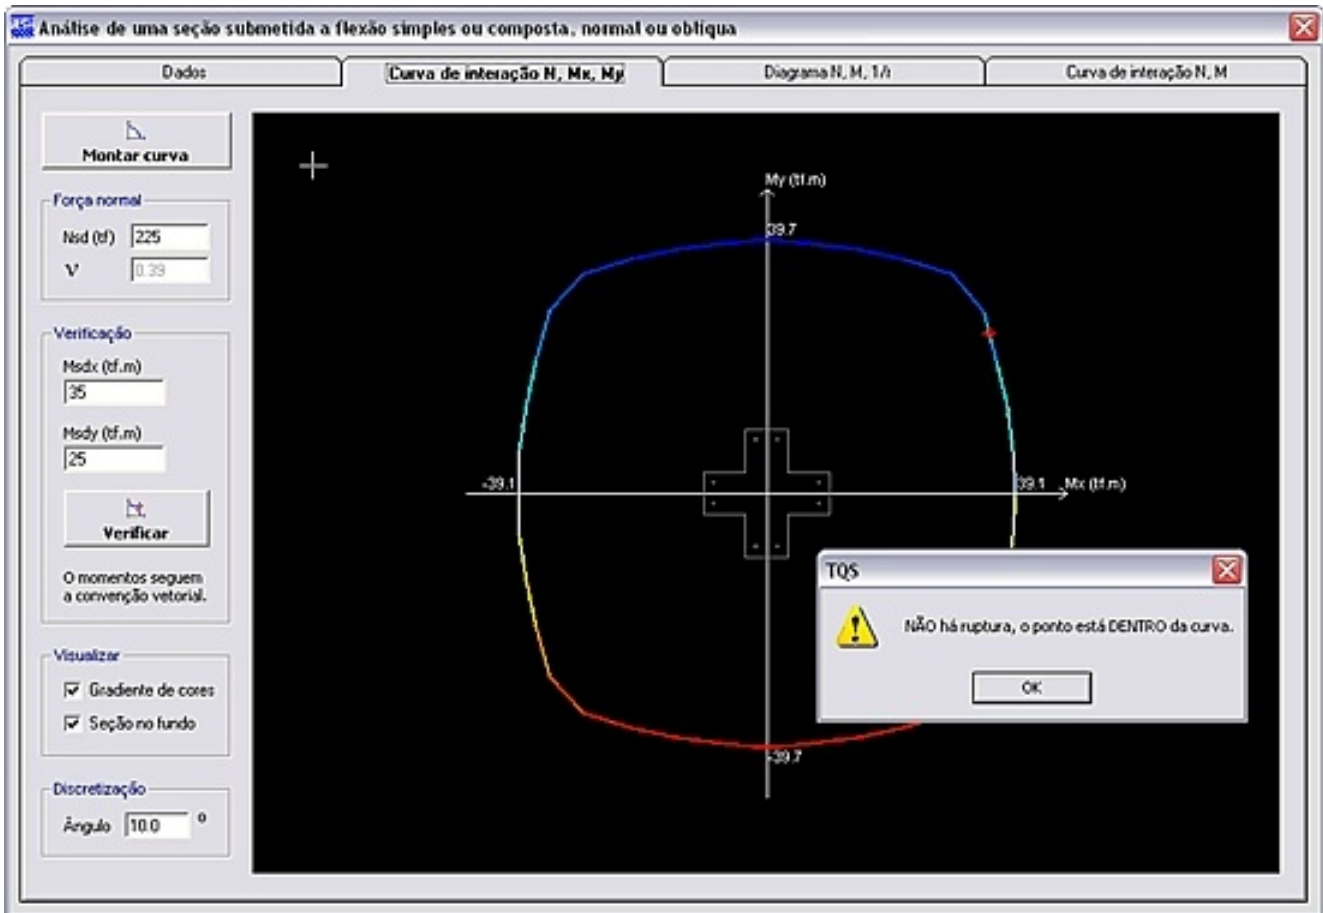 Análise de uma seção submetida a flexão simples ou composta, normal ou oblíqua
Dados
Curva de interação N, Mx, My
Diagrama N, M, 1/r
Curva de interação N, M
Montar curva
Força normal
Nsd (tf) 225
ν 0.39
Verificação
Msdx (tf.m)
35
Msdy (tf.m)
25
Verificar
O momentos seguem
a convenção vetorial.
Visualizar
Gradiente de cores
Seção no fundo
Discretização
Ângulo 10.0 º
My (tf.m)
39.7
-39.1
39.1
Mx (tf.m)
-39.7
TQS
NÃO há ruptura, o ponto está DENTRO da curva.
OK